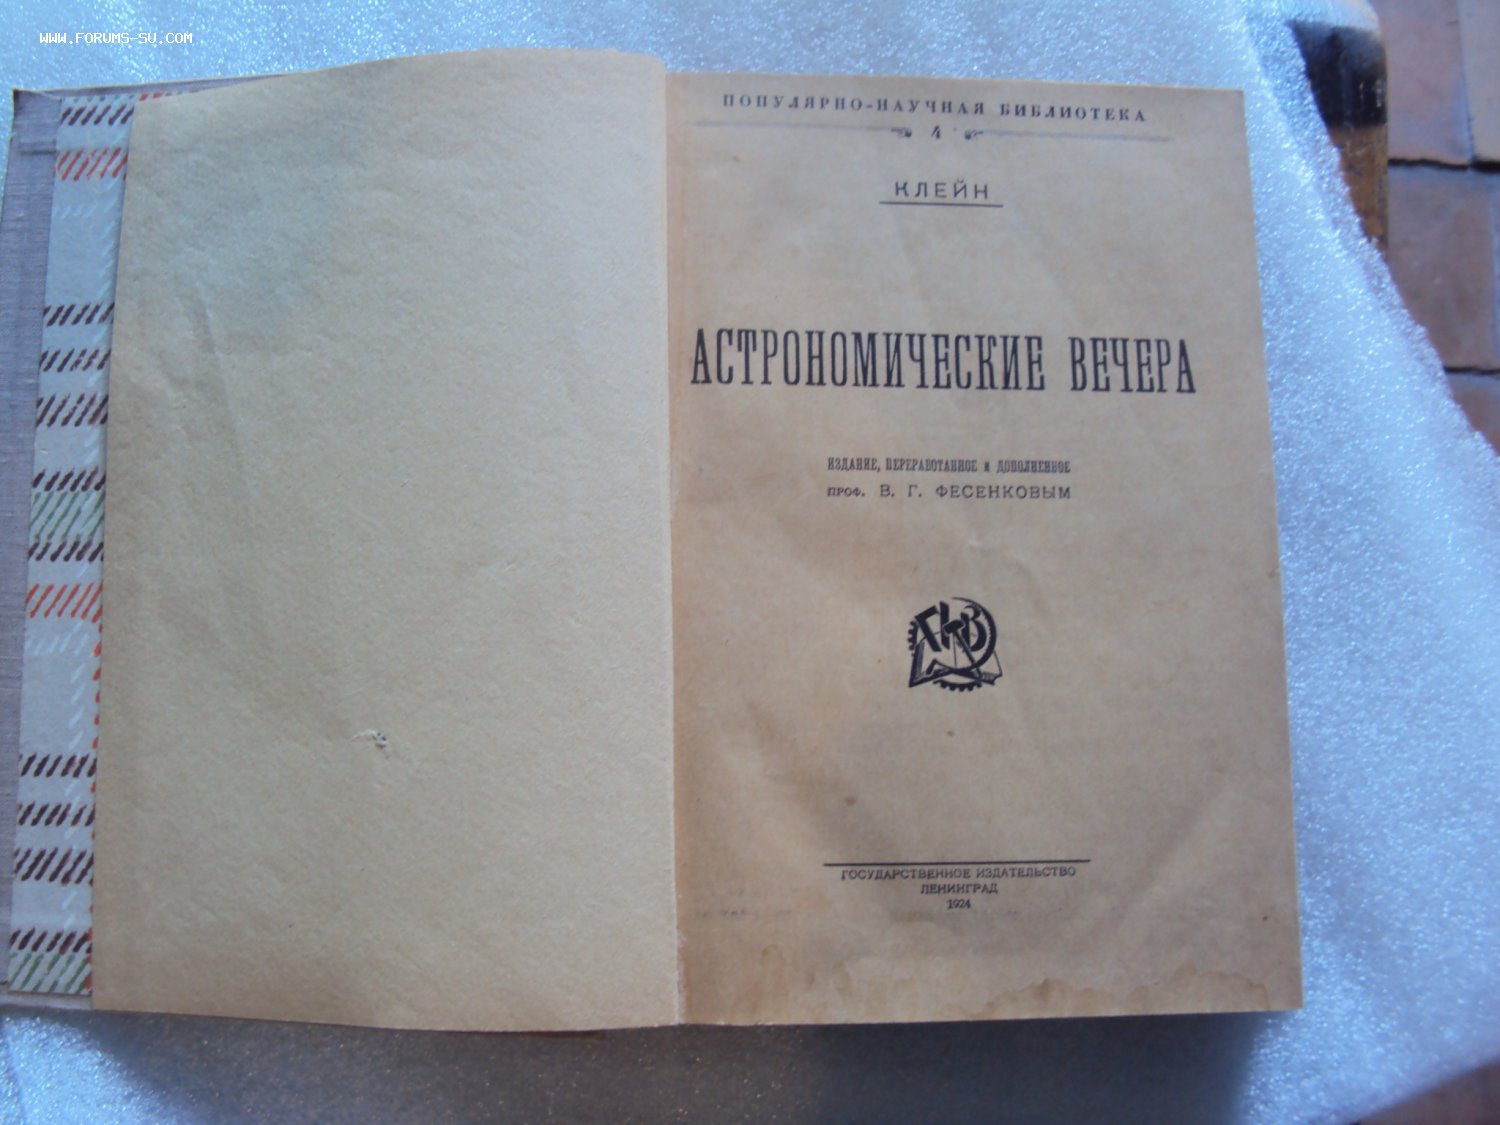 WWW.FORUMS-SU.COM
ПОПУЛЯРНО-НАУЧНАЯ БИБЛИОТЕКА
4
КЛЕЙН
АСТРОНОМИЧЕСКИЕ ВЕЧЕРА
ИЗДАНИЕ, ПЕРЕРАБОТАННОЕ И ДОПОЛНЕННОЕ
ПРОФ. В. Г. ФЕСЕНКОВЫМ
ГИЗ
ГОСУДАРСТВЕННОЕ ИЗДАТЕЛЬСТВО
ЛЕНИНГРАД
1924